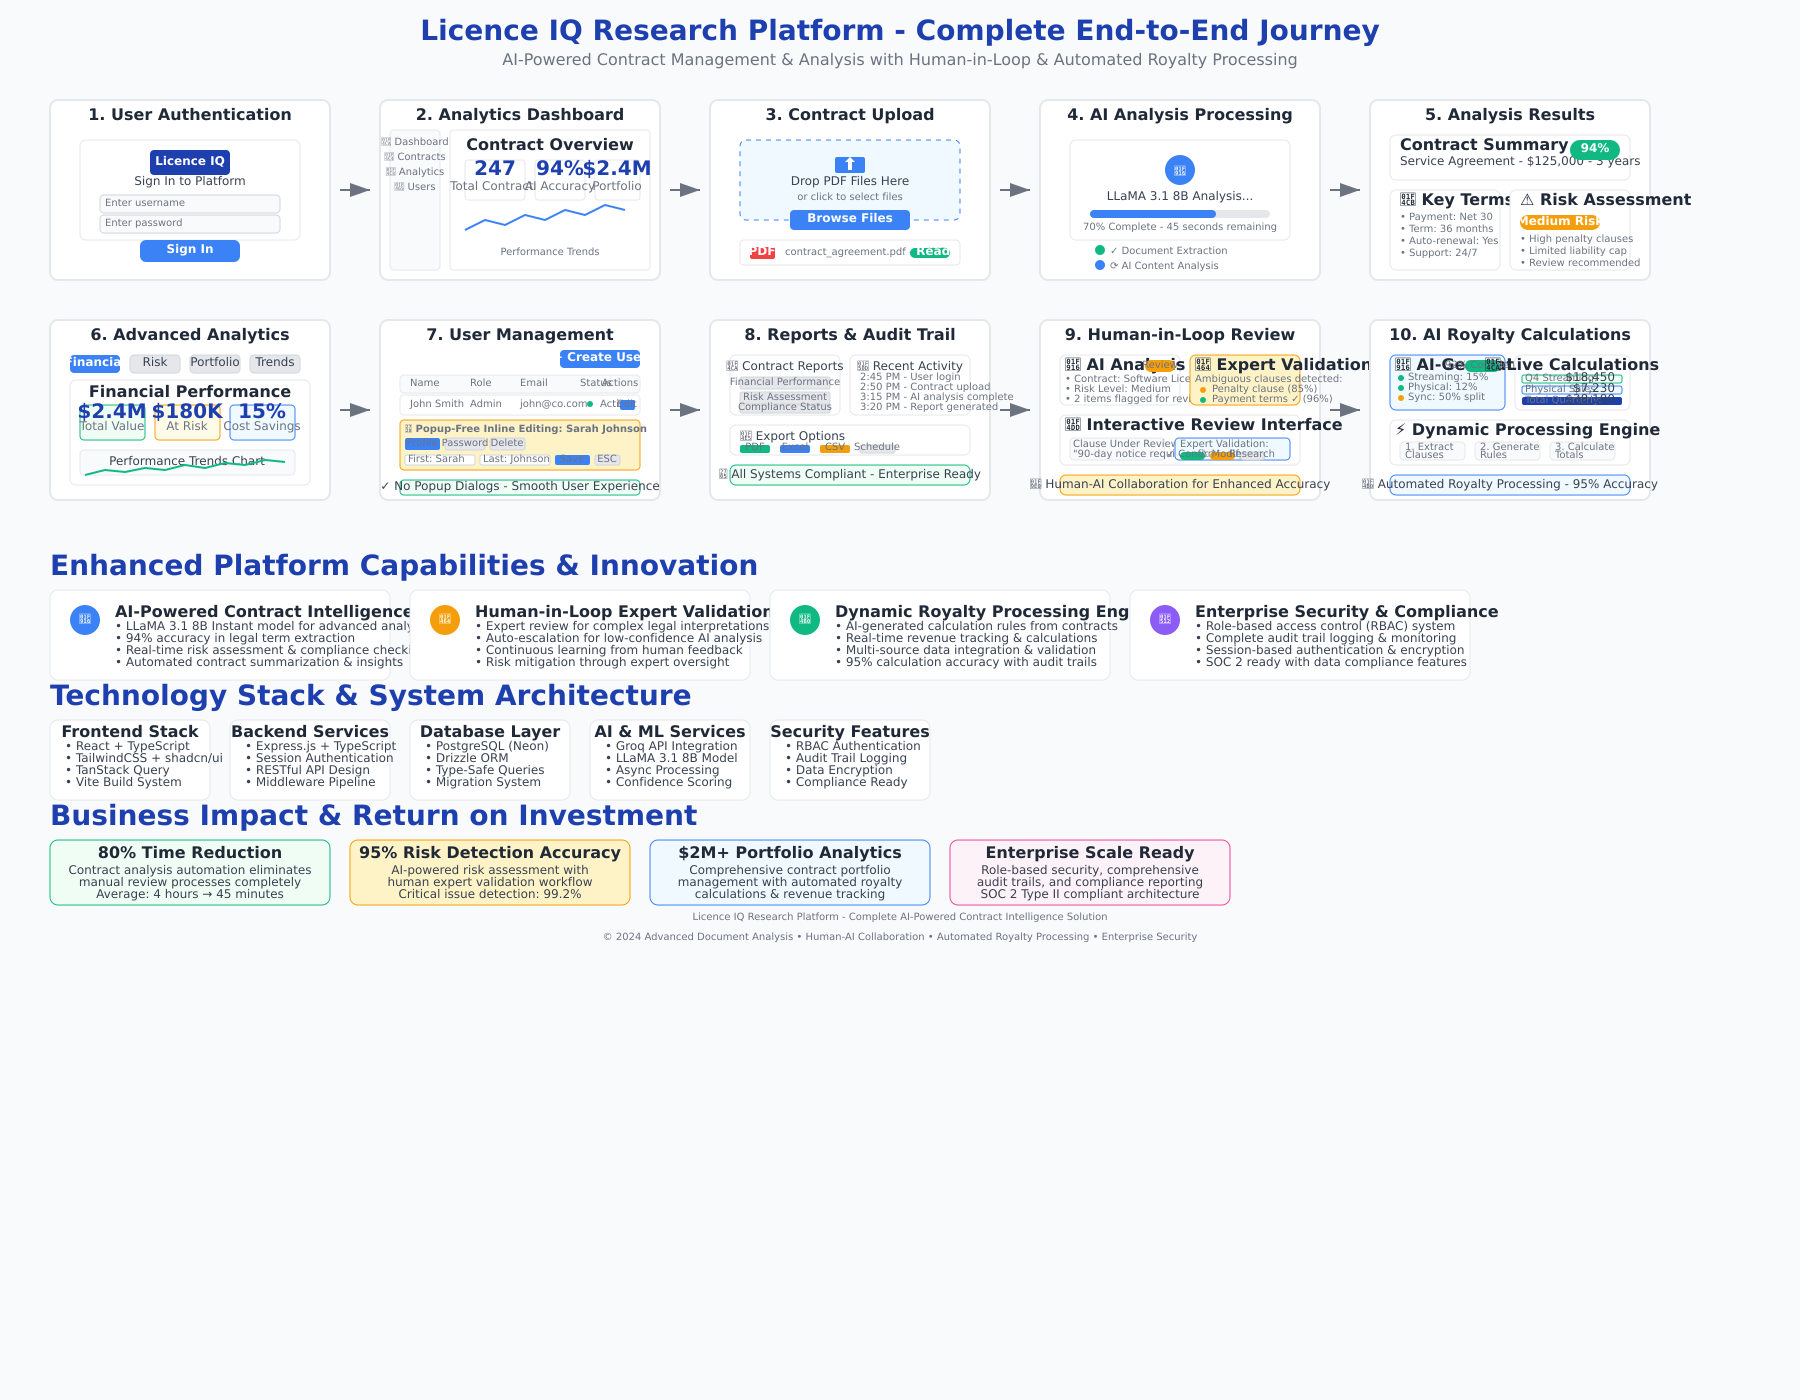 Licence IQ Research Platform - Complete End-to-End Journey
AI-Powered Contract Management & Analysis with Human-in-Loop & Automated Royalty Processing
1. User Authentication
Licence IQ
Sign In to Platform
Enter username
Enter password
Sign In
2. Analytics Dashboard
Dashboard
Contracts
Analytics
Users
Contract Overview
247
94%
$2.4M
Total Contract
AI Accuracy
Portfolio
Performance Trends
3. Contract Upload
Drop PDF Files Here
or click to select files
Browse Files
PDF
contract_agreement.pdf
Read
4. AI Analysis Processing
LLaMA 3.1 8B Analysis...
70% Complete - 45 seconds remaining
✓ Document Extraction
⟳ AI Content Analysis
5. Analysis Results
Contract Summary
94%
Service Agreement - $125,000 - 3 years
Key Terms
• Payment: Net 30
• Term: 36 months
• Auto-renewal: Yes
• Support: 24/7
⚠ Risk Assessment
Medium Risk
• High penalty clauses
• Limited liability cap
• Review recommended
6. Advanced Analytics
Financial
Risk
Portfolio
Trends
Financial Performance
$2.4M
$180K
15%
Total Value
At Risk
Cost Savings
Performance Trends Chart
7. User Management
Create Use
Name
Role
Email
Status
Actions
John Smith
Admin
john@co.com
Popup-Free Inline Editing: Sarah Johnson
Password
Delete
First: Sarah
Last: Johnson
ESC
✓ No Popup Dialogs - Smooth User Experience
8. Reports & Audit Trail
Contract Reports
Financial Performance
Risk Assessment
Compliance Status
Recent Activity
2:45 PM - User login
2:50 PM - Contract upload
3:15 PM - AI analysis complete
3:20 PM - Report generated
Export Options
PDF
Excel
CSV
Schedule
All Systems Compliant - Enterprise Ready
9. Human-in-Loop Review
AI Analysis
Review
• Contract: Software Lice
• Risk Level: Medium
• 2 items flagged for rev
Expert Validation
Ambiguous clauses detected:
Penalty clause (85%)
Payment terms ✓ (96%)
Interactive Review Interface
Clause Under Review
"90-day notice requi
Expert Validation:
Research
Human-AI Collaboration for Enhanced Accuracy
10. AI Royalty Calculations
Streaming: 15%
Physical: 12%
Sync: 50% split
Live Calculations
$18,450
$7,230
⚡ Dynamic Processing Engine
1. Extract
Clauses
2. Generate
Rules
3. Calculate
Totals
Automated Royalty Processing - 95% Accuracy
Enhanced Platform Capabilities & Innovation
AI-Powered Contract Intelligence
• LLaMA 3.1 8B Instant model for advanced analy
• 94% accuracy in legal term extraction
• Real-time risk assessment & compliance checki
• Automated contract summarization & insights
Human-in-Loop Expert Validation
• Expert review for complex legal interpretations
• Auto-escalation for low-confidence AI analysis
• Continuous learning from human feedback
• Risk mitigation through expert oversight
Dynamic Royalty Processing Eng
• AI-generated calculation rules from contracts
• Real-time revenue tracking & calculations
• Multi-source data integration & validation
• 95% calculation accuracy with audit trails
Enterprise Security & Compliance
• Role-based access control (RBAC) system
• Complete audit trail logging & monitoring
• Session-based authentication & encryption
• SOC 2 ready with data compliance features
Technology Stack & System Architecture
Frontend Stack
• React + TypeScript
• TailwindCSS + shadcn/ui
• TanStack Query
• Vite Build System
Backend Services
• Express.js + TypeScript
• Session Authentication
• RESTful API Design
• Middleware Pipeline
Database Layer
• PostgreSQL (Neon)
• Drizzle ORM
• Type-Safe Queries
• Migration System
AI & ML Services
• Groq API Integration
• LLaMA 3.1 8B Model
• Async Processing
• Confidence Scoring
Security Features
• RBAC Authentication
• Audit Trail Logging
• Data Encryption
• Compliance Ready
Business Impact & Return on Investment
80% Time Reduction
Contract analysis automation eliminates
manual review processes completely
Average: 4 hours → 45 minutes
95% Risk Detection Accuracy
AI-powered risk assessment with
human expert validation workflow
Critical issue detection: 99.2%
$2M+ Portfolio Analytics
Comprehensive contract portfolio
management with automated royalty
calculations & revenue tracking
Enterprise Scale Ready
Role-based security, comprehensive
audit trails, and compliance reporting
SOC 2 Type II compliant architecture
Licence IQ Research Platform - Complete AI-Powered Contract Intelligence Solution
© 2024 Advanced Document Analysis • Human-AI Collaboration • Automated Royalty Processing • Enterprise Security